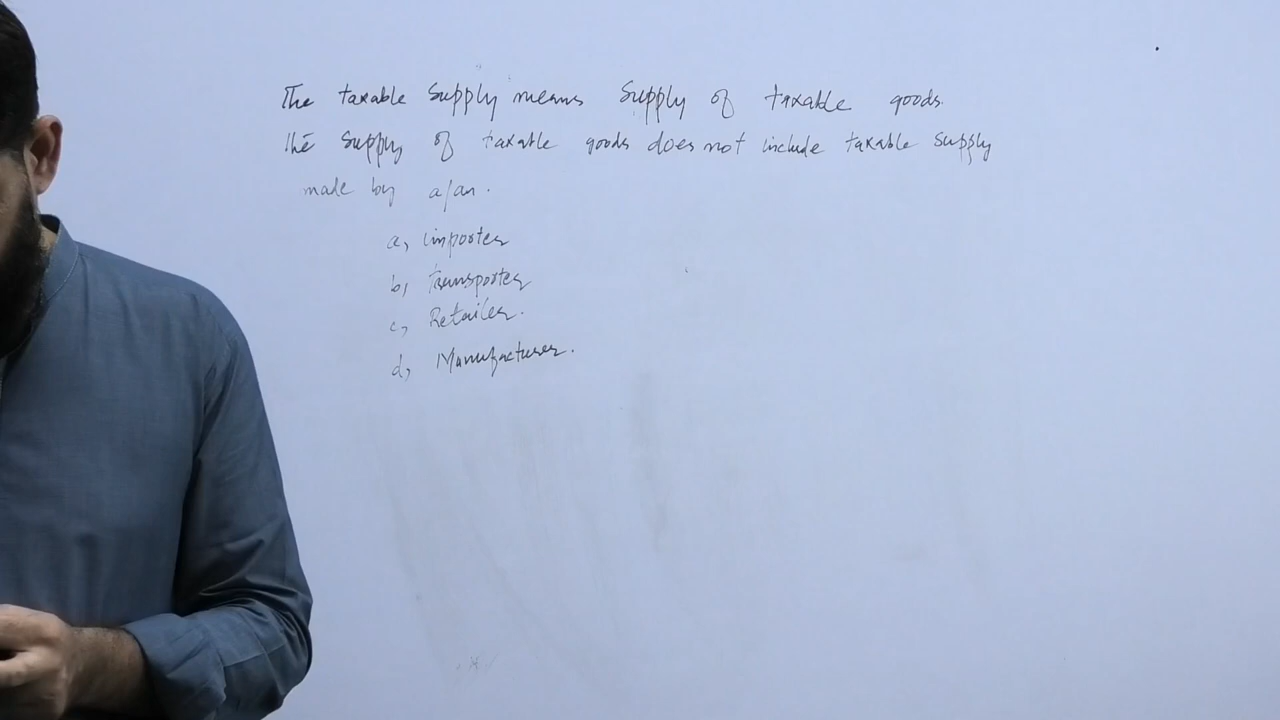 The taxable supply means supply of taxable goods.
The supply of taxable goods does not include taxable supply
made by a/an.
a, importer
b, transporter
c, Retailer.
d, Manufacturer.